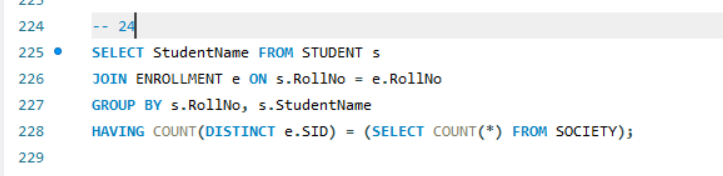 223
224 -- 24
225 SELECT StudentName FROM STUDENT s
226 JOIN ENROLLMENT e ON s.RollNo = e.RollNo
227 GROUP BY s.RollNo, s.StudentName
228 HAVING COUNT(DISTINCT e.SID) = (SELECT COUNT(*) FROM SOCIETY);
229